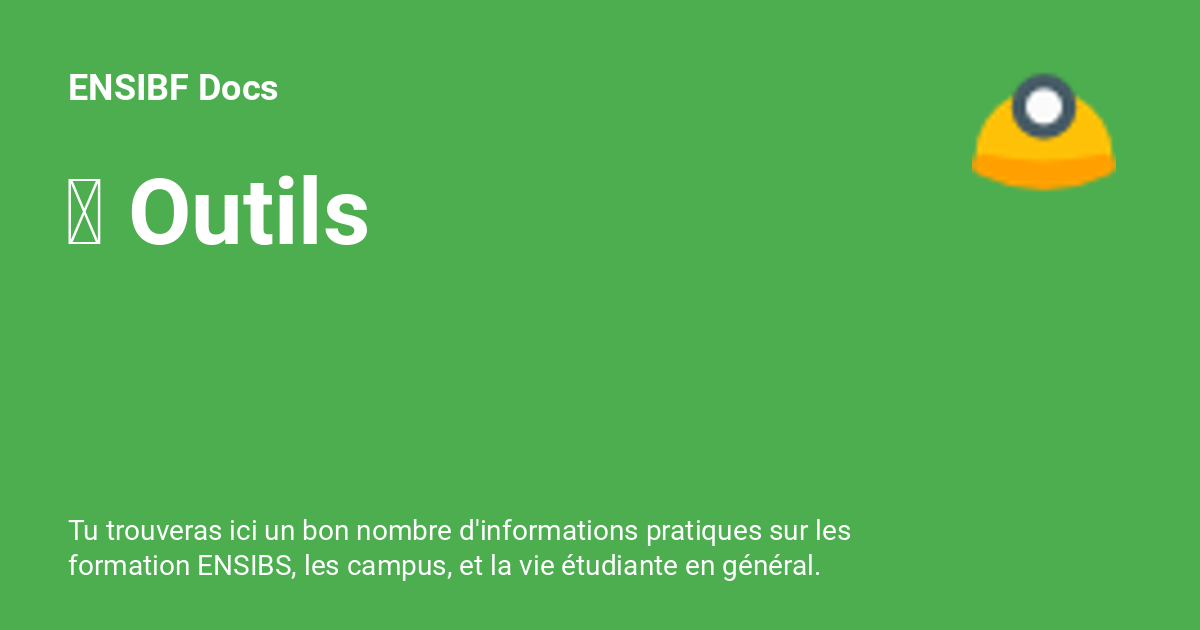 ENSIBF Docs
Outils
Tu trouveras ici un bon nombre d'informations pratiques sur les
formation ENSIBS, les campus, et la vie étudiante en général.